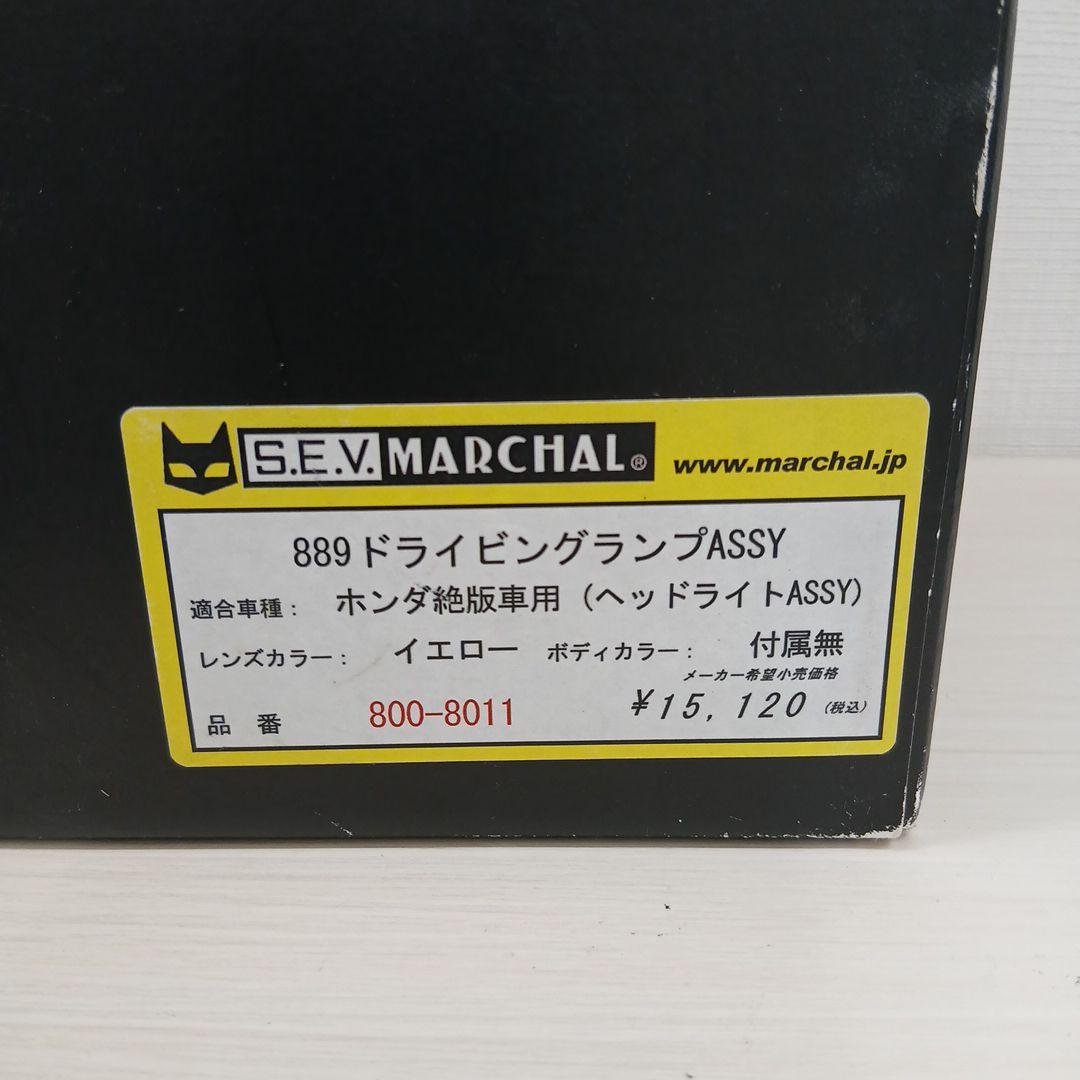 S.E.V. MARCHAL® www.marchal.jp
889ドライビングランプASSY
適合車種: ホンダ絶版車用 (ヘッドライトASSY)
レンズカラー: イエロー ボディカラー: 付属無
メーカー希望小売価格
品番 800-8011 ¥15,120 (税込)